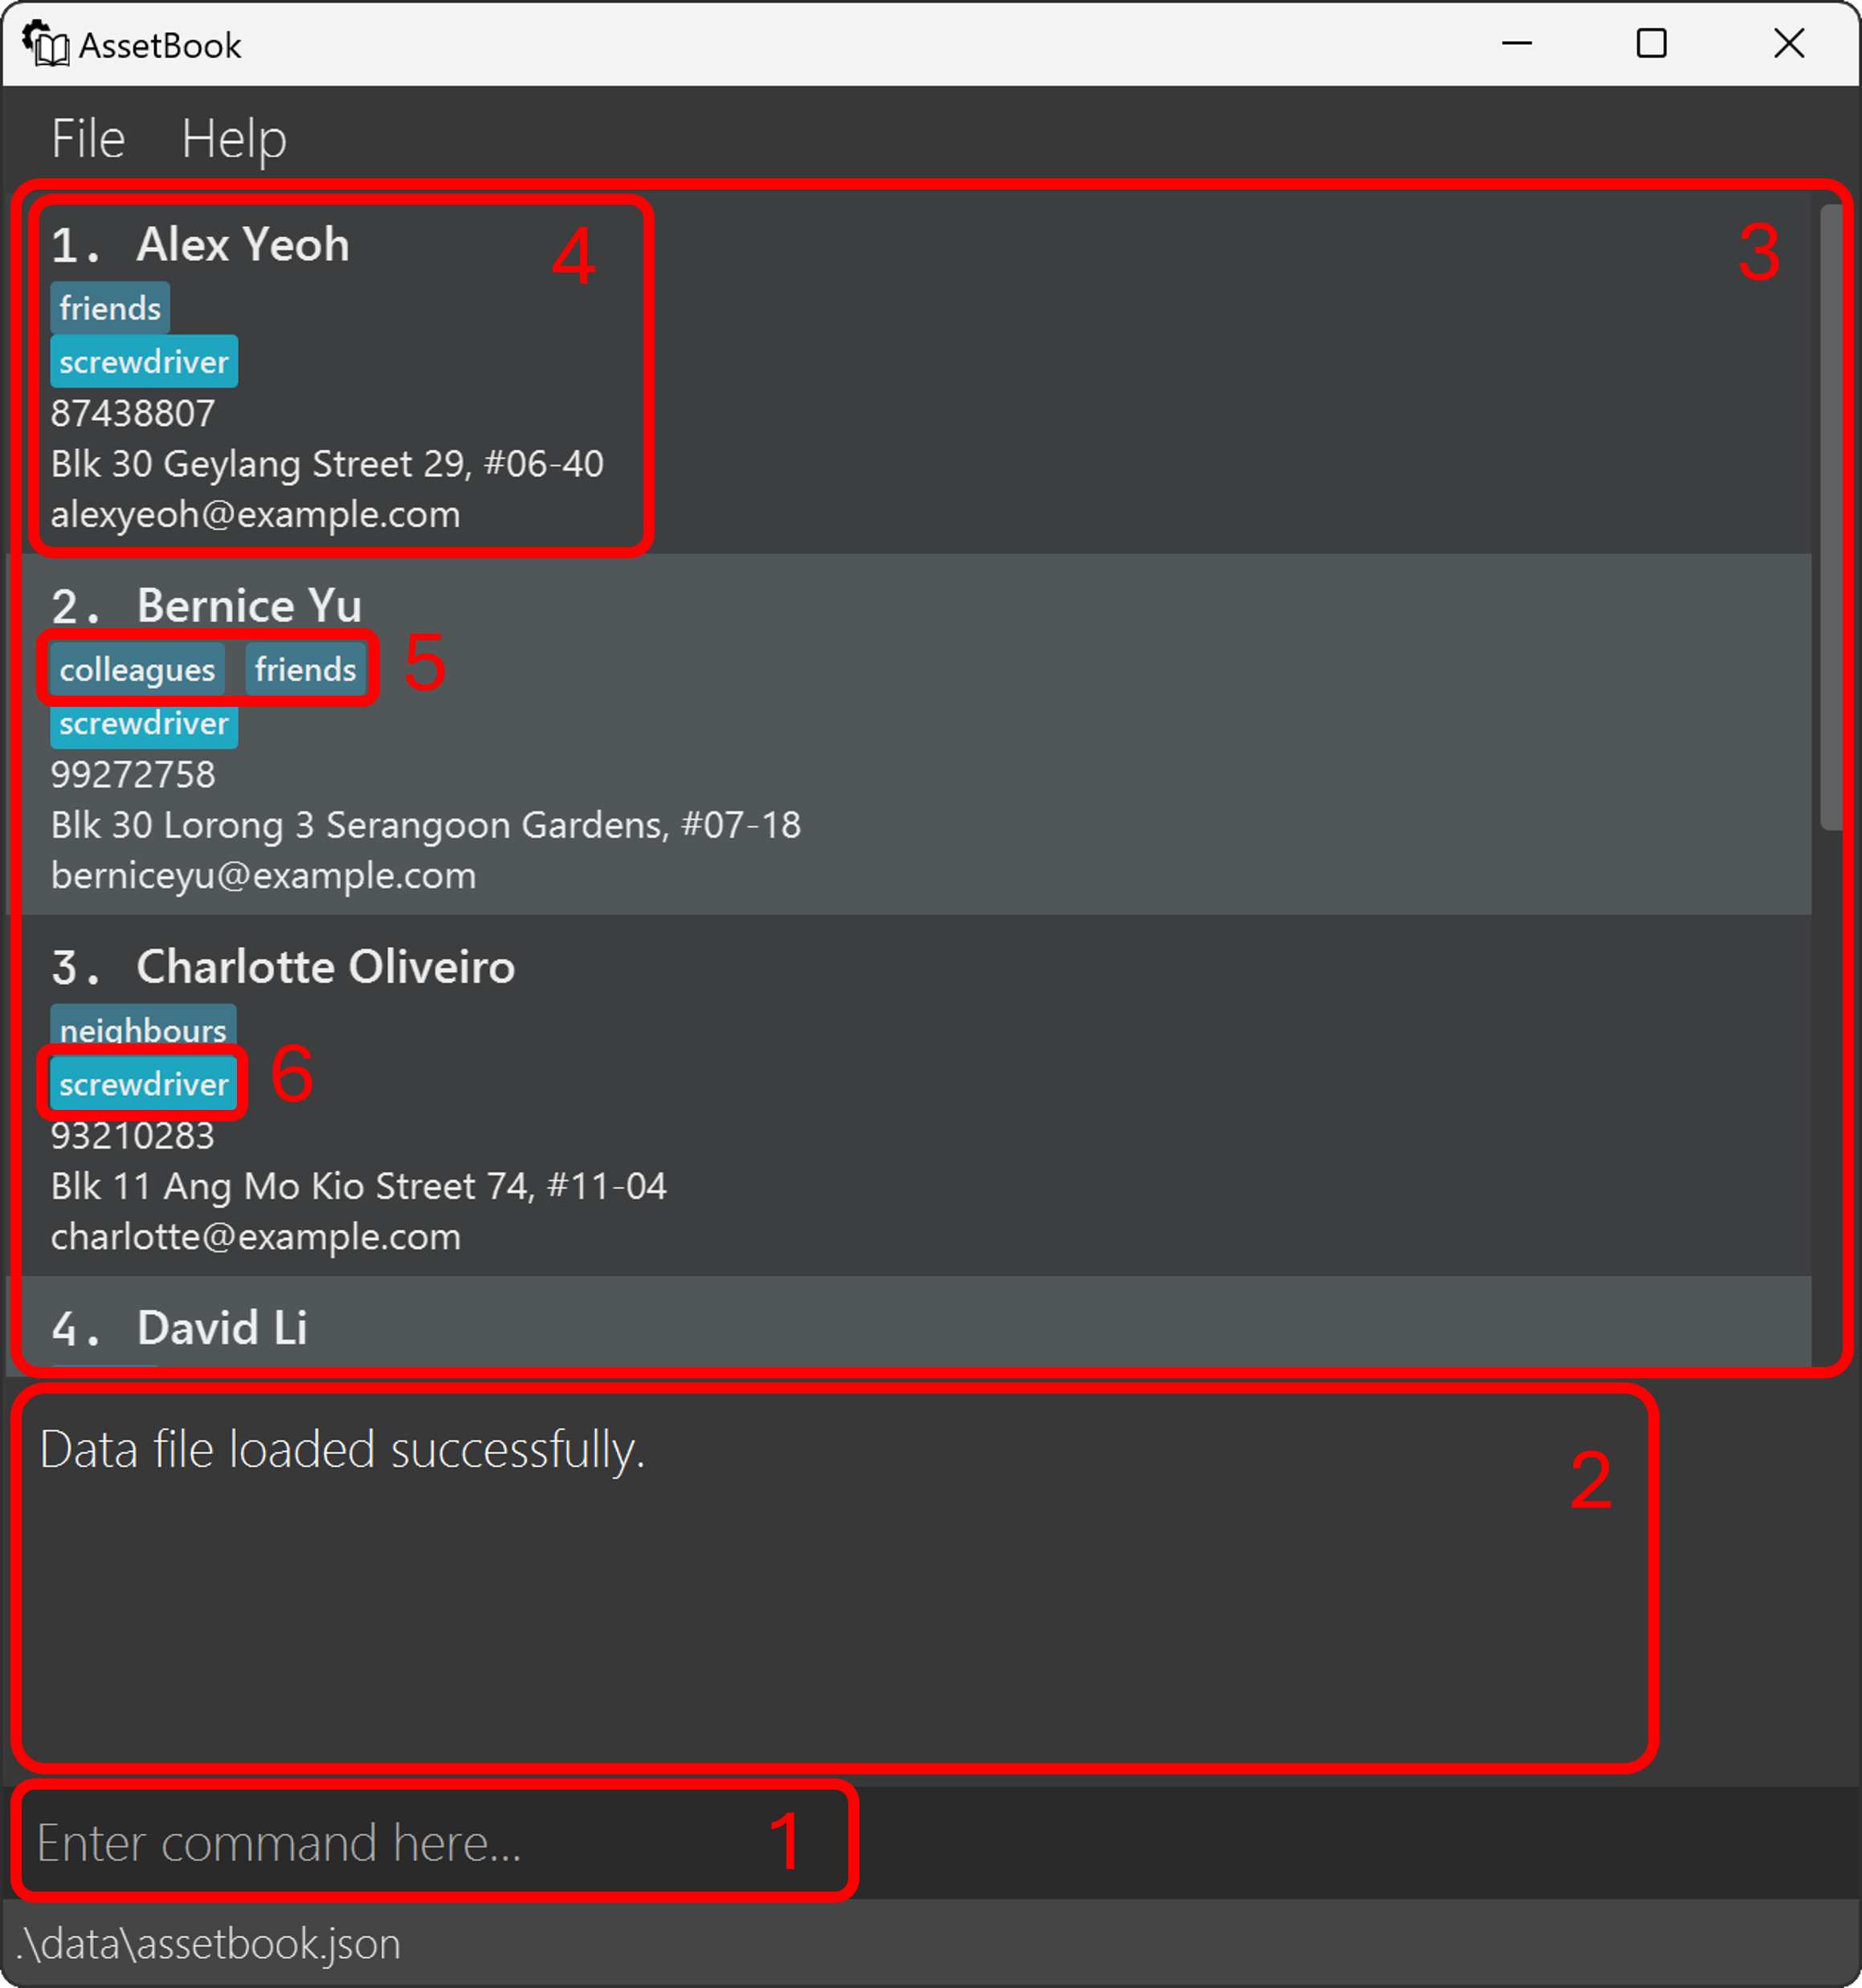 AssetBook
File Help
1. Alex Yeoh 4 3
friends
screwdriver
87438807
Blk 30 Geylang Street 29, #06-40
alexyeoh@example.com
2. Bernice Yu
colleagues friends 5
screwdriver
99272758
Blk 30 Lorong 3 Serangoon Gardens, #07-18
berniceyu@example.com
3. Charlotte Oliveiro
neighbours
screwdriver 6
93210283
Blk 11 Ang Mo Kio Street 74, #11-04
charlotte@example.com
4. David Li
Data file loaded successfully. 2
Enter command here... 1
.\data\assetbook.json